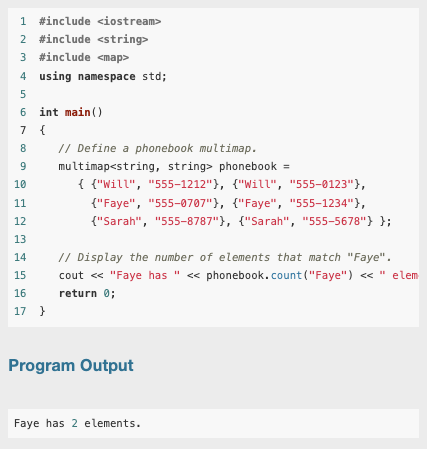 1 #include <iostream>
2 #include <string>
3 #include <map>
4 using namespace std;
5
6 int main()
7 {
8 // Define a phonebook multimap.
9 multimap<string, string> phonebook =
10 { {"Will", "555-1212"}, {"Will", "555-0123"},
11 {"Faye", "555-0707"}, {"Faye", "555-1234"},
12 {"Sarah", "555-8787"}, {"Sarah", "555-5678"} };
13
14 // Display the number of elements that match "Faye".
15 cout << "Faye has " << phonebook.count("Faye") << " elem
16 return 0;
17 }
Program Output
Faye has 2 elements.